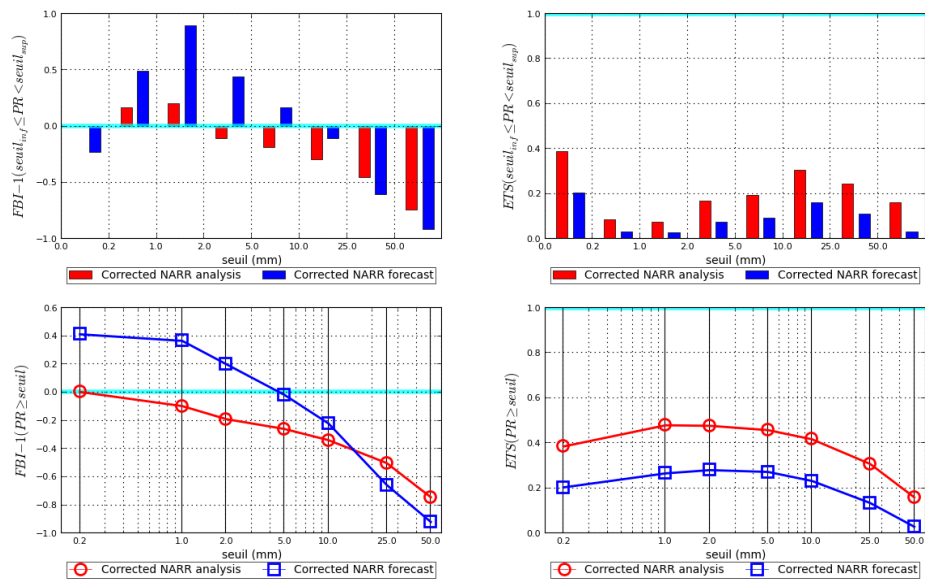 1.0
0.5
0.0
−0.5
−1.0
FBI−1(seuil_inf ≤ PR < seuil_sup)
0.0 0.2 1.0 2.0 5.0 10.0 25.0 50.0
seuil (mm)
Corrected NARR analysis Corrected NARR forecast
1.0
0.8
0.6
0.4
0.2
0.0
ETS(seuil_inf ≤ PR < seuil_sup)
0.0 0.2 1.0 2.0 5.0 10.0 25.0 50.0
seuil (mm)
Corrected NARR analysis Corrected NARR forecast
0.6
0.4
0.2
0.0
−0.2
−0.4
−0.6
−0.8
−1.0
FBI−1(PR ≥ seuil)
0.2 1.0 2.0 5.0 10.0 25.0 50.0
seuil (mm)
Corrected NARR analysis Corrected NARR forecast
1.0
0.8
0.6
0.4
0.2
0.0
ETS(PR ≥ seuil)
0.2 1.0 2.0 5.0 10.0 25.0 50.0
seuil (mm)
Corrected NARR analysis Corrected NARR forecast